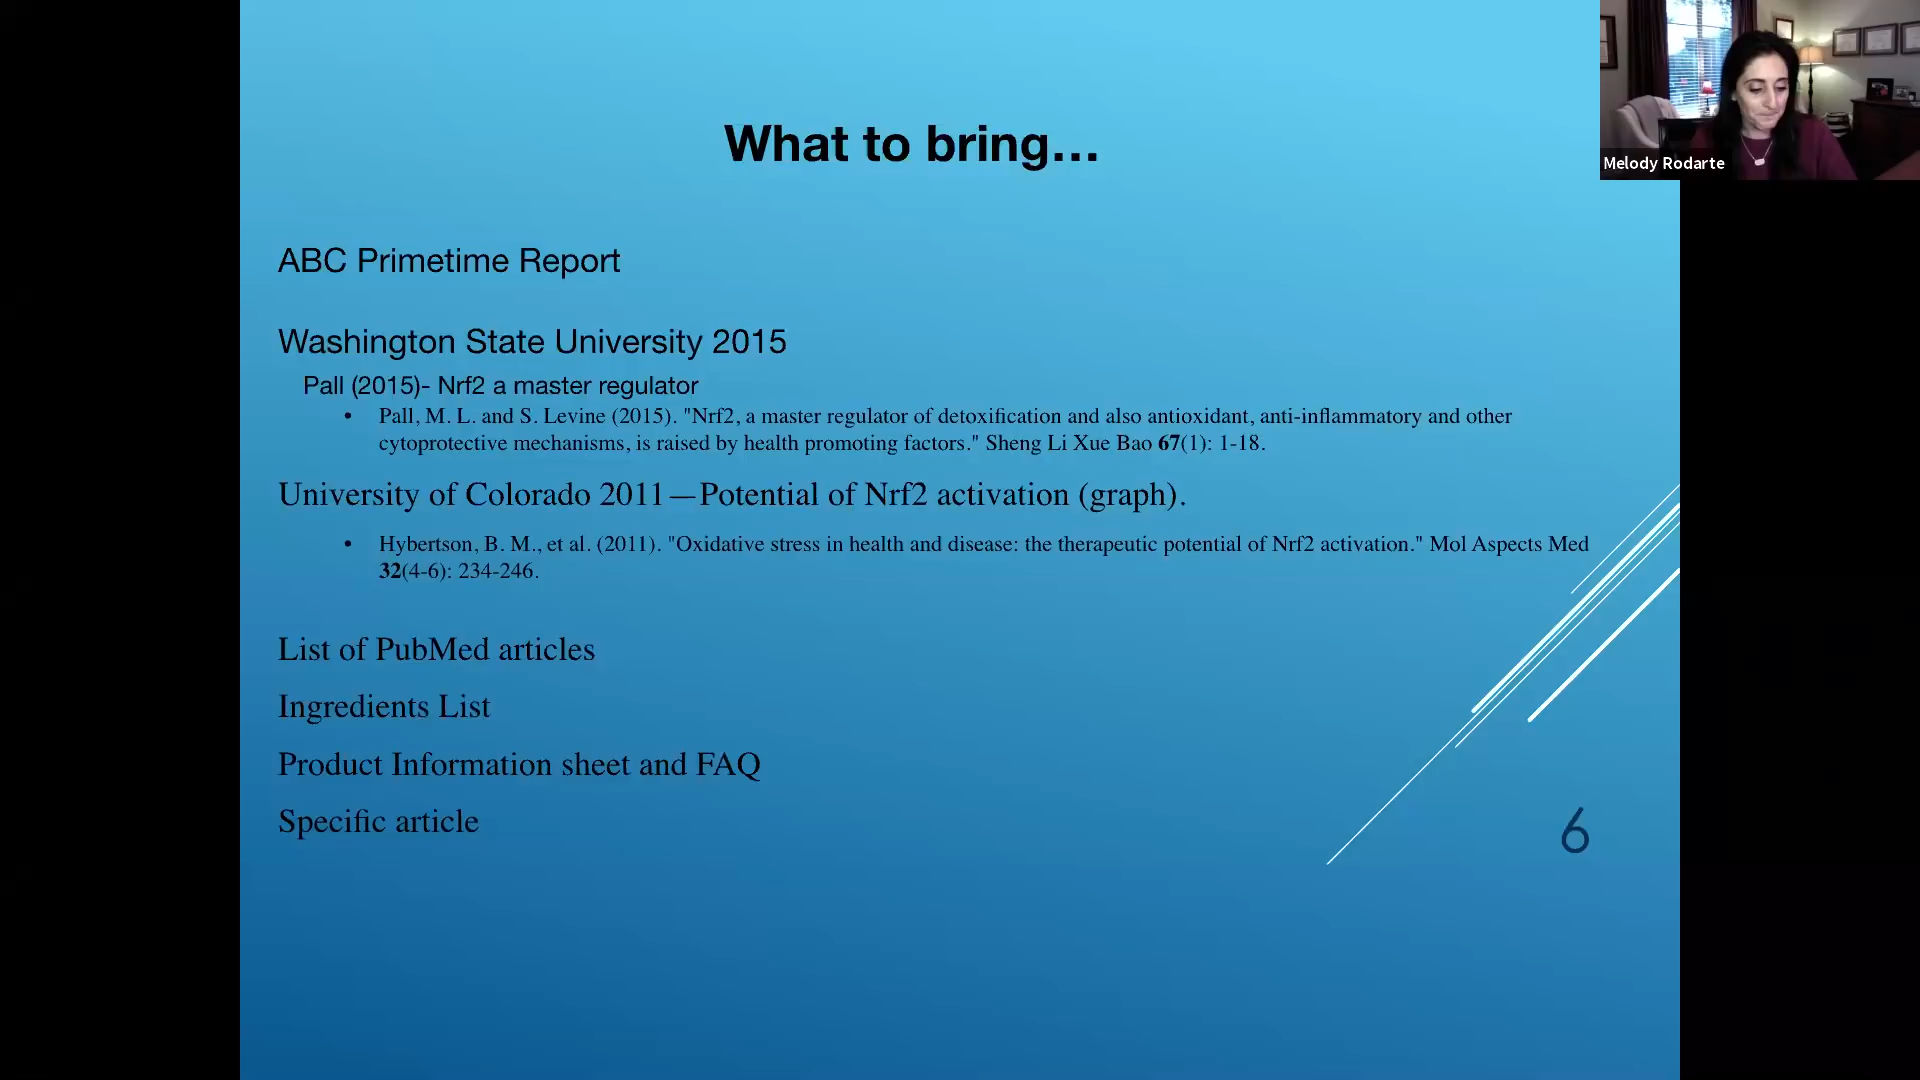 What to bring…
Melody Rodarte
ABC Primetime Report
Washington State University 2015
Pall (2015)- Nrf2 a master regulator
• Pall, M. L. and S. Levine (2015). "Nrf2, a master regulator of detoxification and also antioxidant, anti-inflammatory and other
cytoprotective mechanisms, is raised by health promoting factors." Sheng Li Xue Bao 67(1): 1-18.
University of Colorado 2011—Potential of Nrf2 activation (graph).
• Hybertson, B. M., et al. (2011). "Oxidative stress in health and disease: the therapeutic potential of Nrf2 activation." Mol Aspects Med
32(4-6): 234-246.
List of PubMed articles
Ingredients List
Product Information sheet and FAQ
Specific article
6